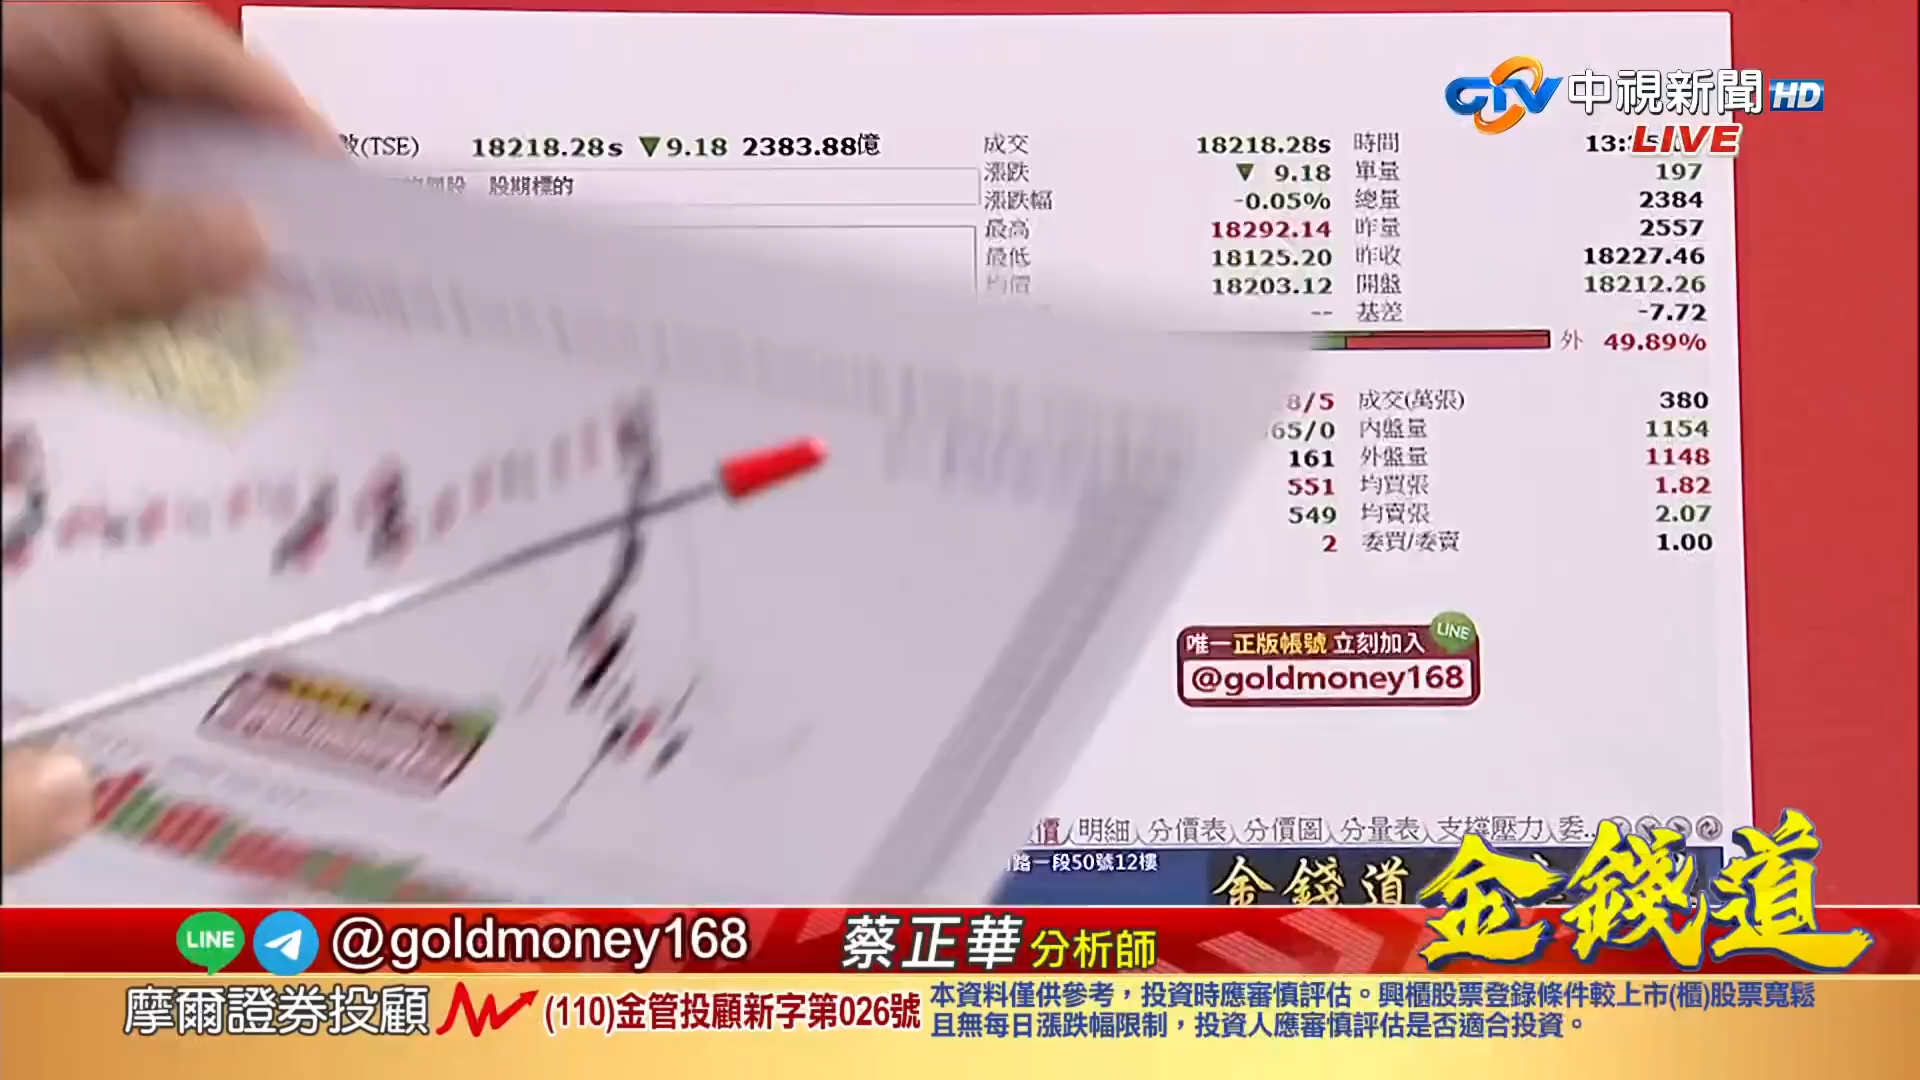 中視新聞 HD
LIVE
(TSE) 18218.28s ▼9.18 2383.88億
股期標的
成交 18218.28s 時間
漲跌 ▼ 9.18 單量 197
漲跌幅 -0.05% 總量 2384
最高 18292.14 昨量 2557
最低 18125.20 昨收 18227.46
均價 18203.12 開盤 18212.26
-- 基差 -7.72
外 49.89%
8/5 成交(萬張) 380
65/0 內盤量 1154
161 外盤量 1148
551 均買張 1.82
549 均賣張 2.07
2 委買/委賣 1.00
唯一正版帳號 立刻加入 LINE
@goldmoney168
價 明細 分價表 分價圖 分量表 支撐壓力 委...
路一段50號12樓
金錢道
金錢道
LINE @goldmoney168 蔡正華 分析師
摩爾證券投顧 (110)金管投顧新字第026號
本資料僅供參考，投資時應審慎評估。興櫃股票登錄條件較上市(櫃)股票寬鬆
且無每日漲跌幅限制，投資人應審慎評估是否適合投資。